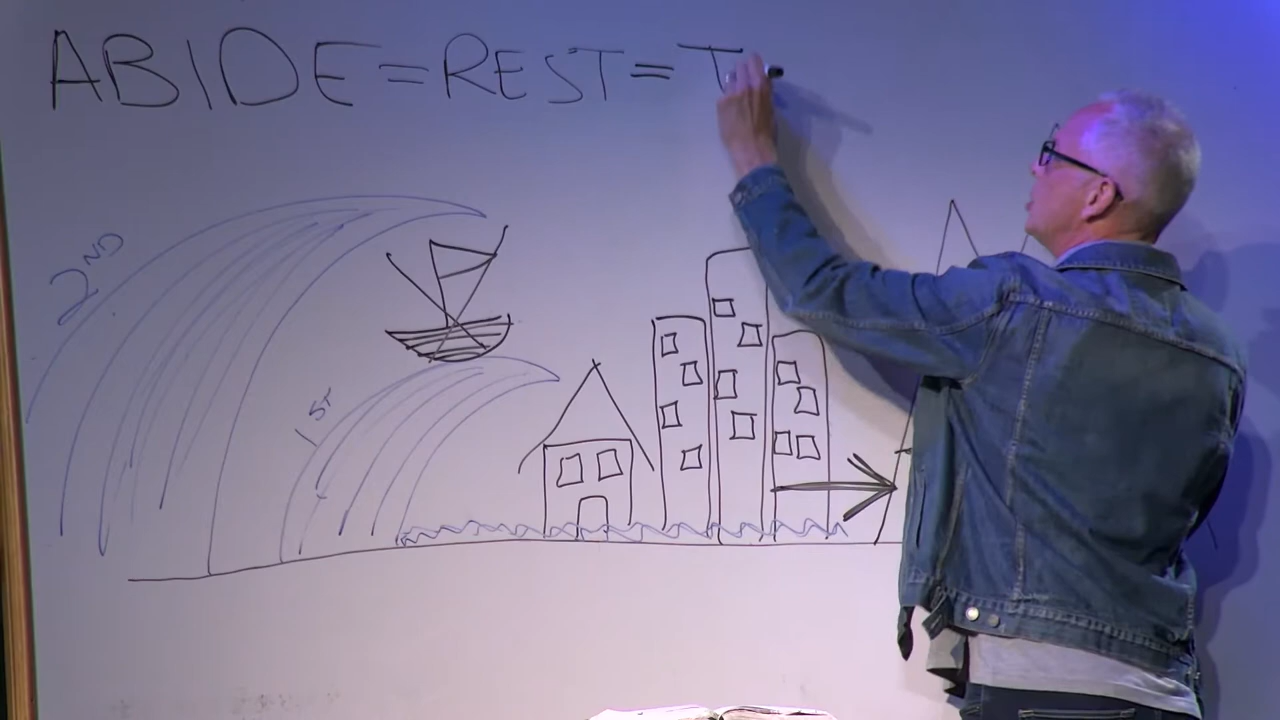 ABIDE = REST = T
2ND
1ST